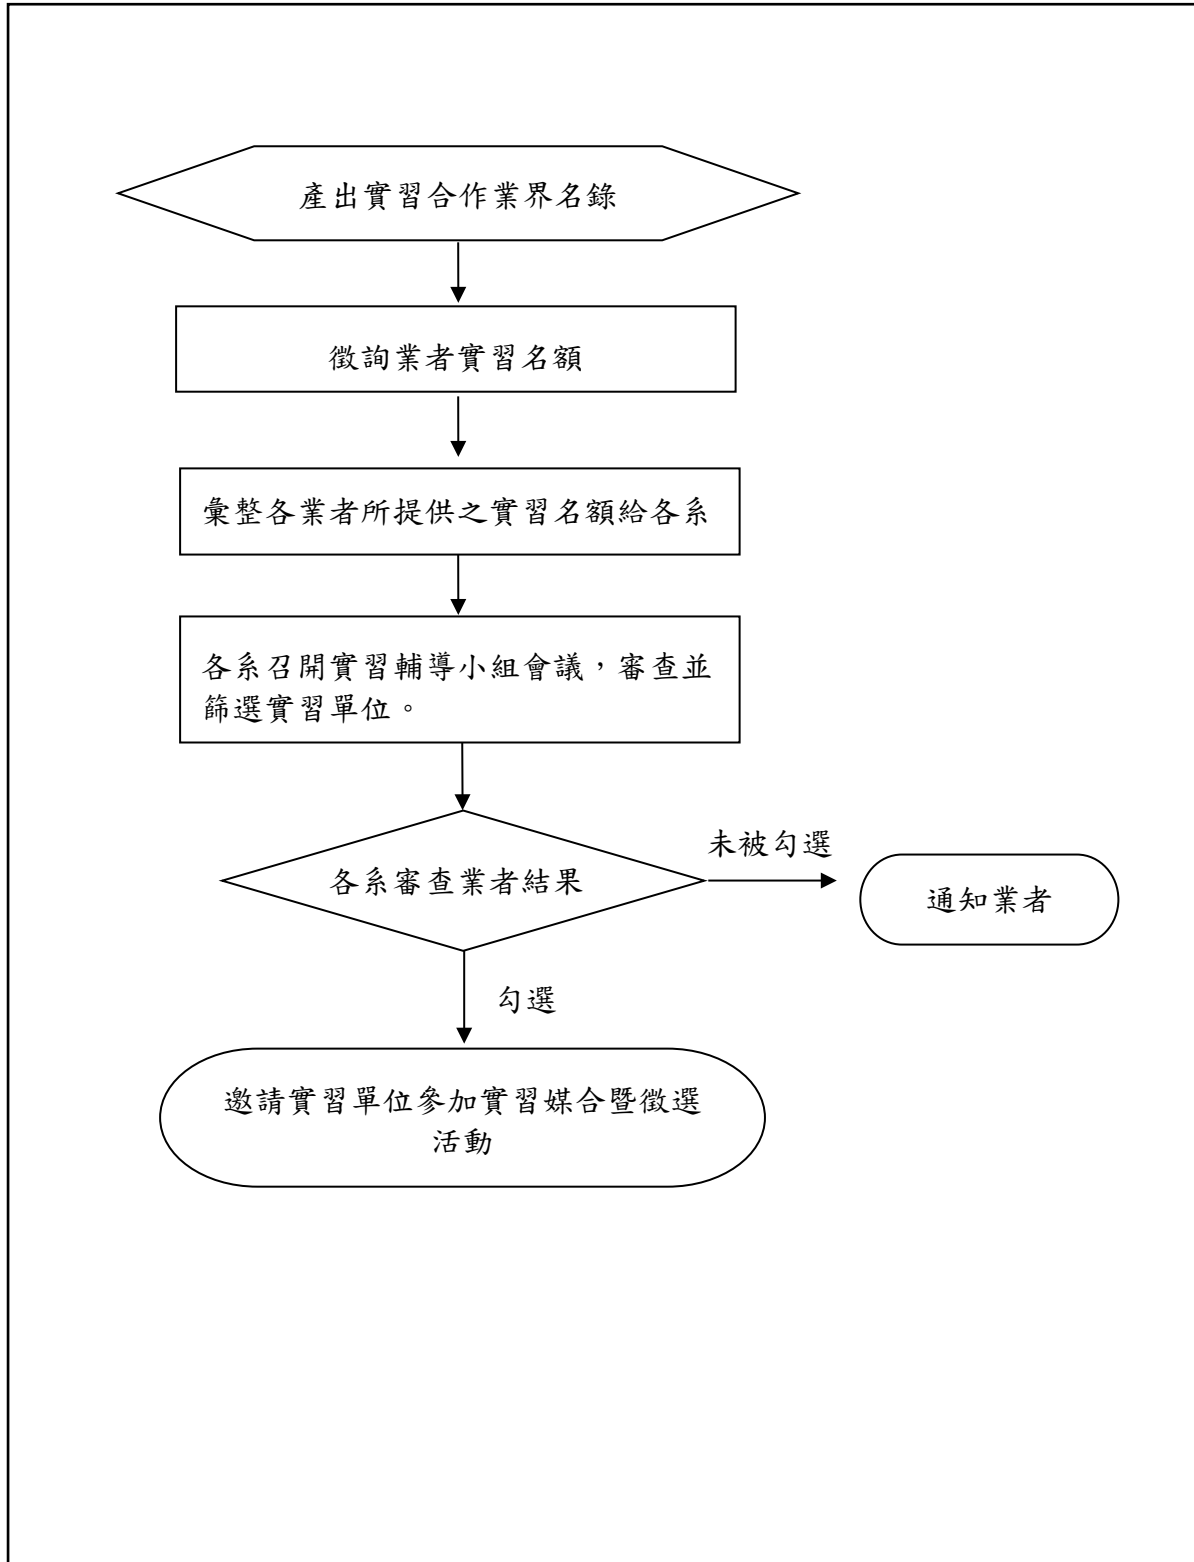 產出實習合作業界名錄
徵詢業者實習名額
彙整各業者所提供之實習名額給各系
各系召開實習輔導小組會議，審查並
篩選實習單位。
各系審查業者結果
未被勾選
通知業者
勾選
邀請實習單位參加實習媒合暨徵選
活動